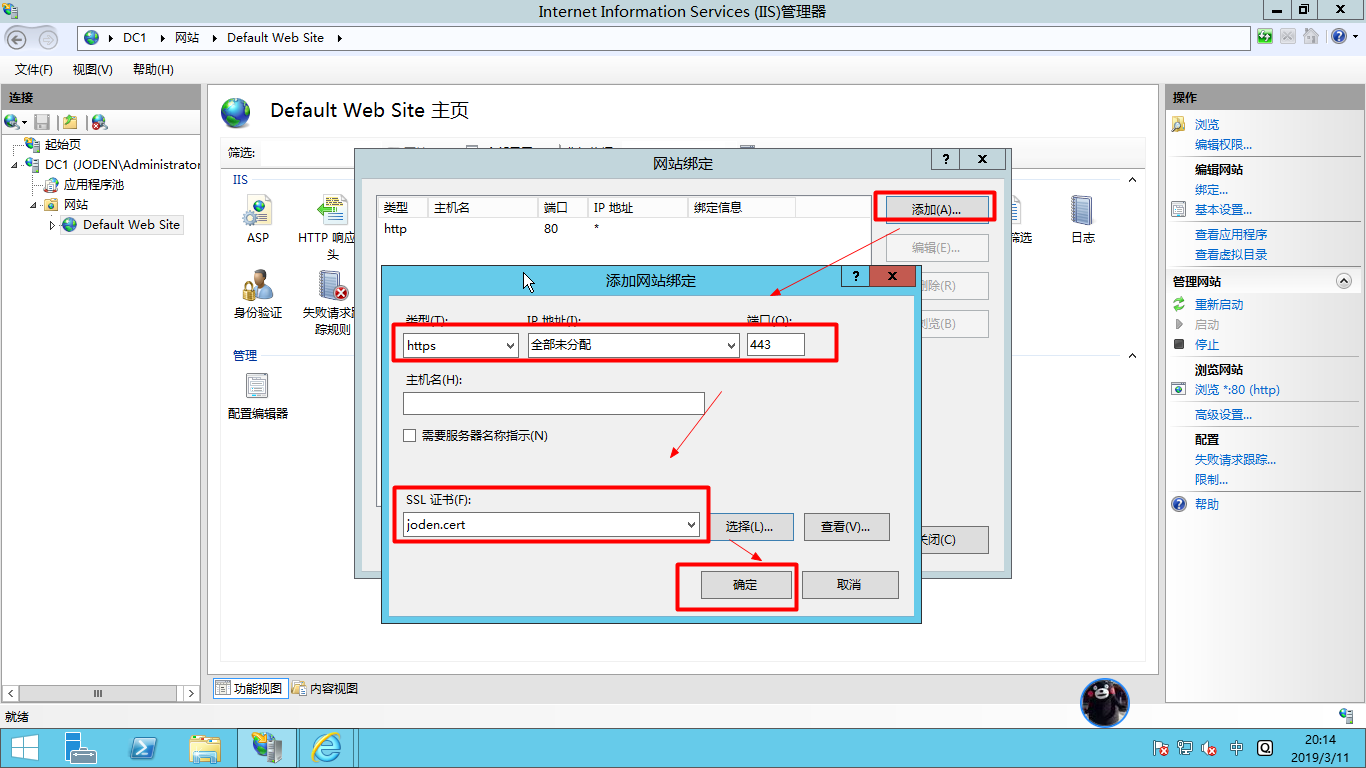 Internet Information Services (IIS)管理器
DC1 网站 Default Web Site
文件(F) 视图(V) 帮助(H)
连接
起始页
DC1 (JODEN\Administrator
应用程序池
网站
Default Web Site
Default Web Site 主页
筛选:
IIS
ASP
HTTP 响应
头
身份验证
失败请求跟
踪规则
筛选
日志
管理
配置编辑器
网站绑定
?
类型 主机名 端口 IP 地址 绑定信息
http 80 *
添加(A)...
编辑(E)...
删除(R)
浏览(B)
关闭(C)
添加网站绑定
?
类型(T): IP 地址(I): 端口(O):
https 全部未分配 443
主机名(H):
需要服务器名称指示(N)
SSL 证书(F):
joden.cert
选择(L)... 查看(V)...
确定 取消
功能视图 内容视图
操作
浏览
编辑权限...
编辑网站
绑定...
基本设置...
查看应用程序
查看虚拟目录
管理网站
重新启动
启动
停止
浏览网站
浏览 *:80 (http)
高级设置...
配置
失败请求跟踪...
限制...
帮助
就绪
中
20:14
2019/3/11